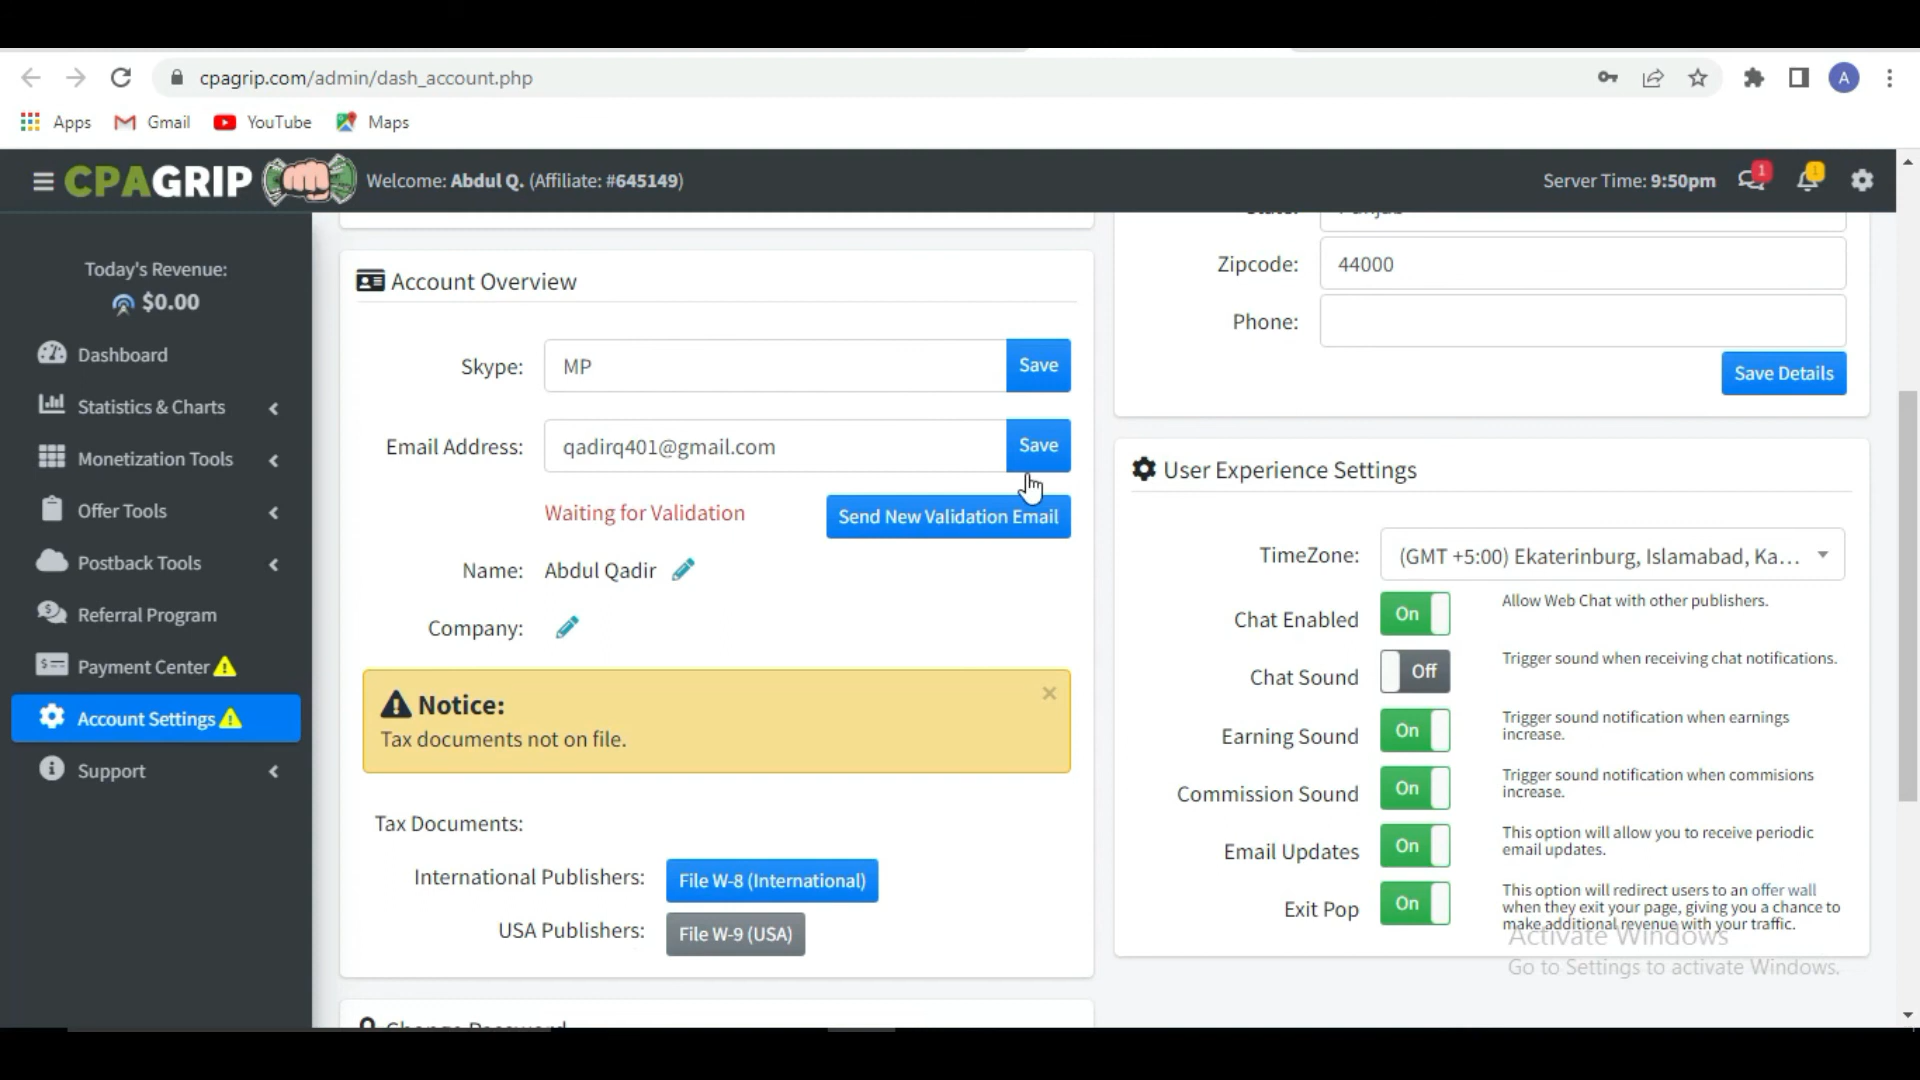 cpagrip.com/admin/dash_account.php
A
Apps
Gmail
YouTube
Maps
CPAGRIP
Welcome: Abdul Q. (Affiliate: #645149)
Server Time: 9:50pm
1
1
Today's Revenue:
$0.00
Dashboard
Statistics & Charts
Monetization Tools
Offer Tools
Postback Tools
Referral Program
Payment Center
Account Settings
Support
Account Overview
Skype: MP Save
Email Address: qadirq401@gmail.com Save
Waiting for Validation Send New Validation Email
Name: Abdul Qadir
Company:
Notice:
Tax documents not on file.
Tax Documents:
International Publishers: File W-8 (International)
USA Publishers: File W-9 (USA)
Zipcode: 44000
Phone:
Save Details
User Experience Settings
TimeZone: (GMT +5:00) Ekaterinburg, Islamabad, Ka...
Chat Enabled On Allow Web Chat with other publishers.
Chat Sound Off Trigger sound when receiving chat notifications.
Earning Sound On Trigger sound notification when earnings
increase.
Commission Sound On Trigger sound notification when commisions
increase.
Email Updates On This option will allow you to receive periodic
email updates.
Exit Pop On This option will redirect users to an offer wall
when they exit your page, giving you a chance to
make additional revenue with your traffic.
Activate Windows
Go to Settings to activate Windows.